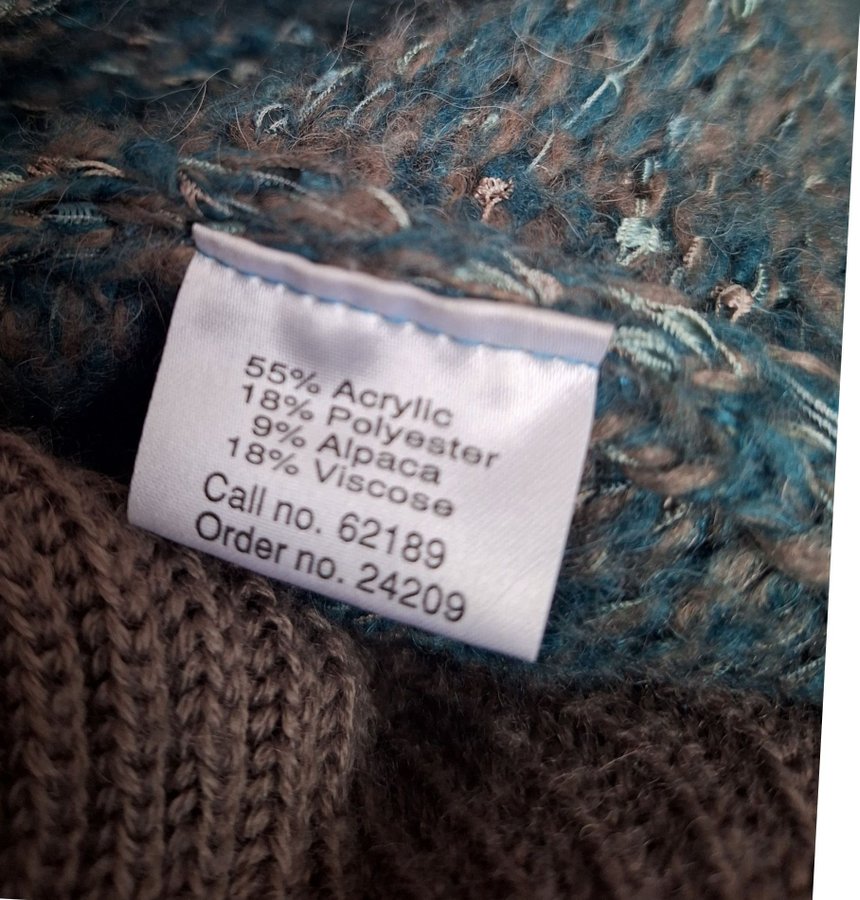 55% Acrylic
18% Polyester
9% Alpaca
18% Viscose
Call no. 62189
Order no. 24209